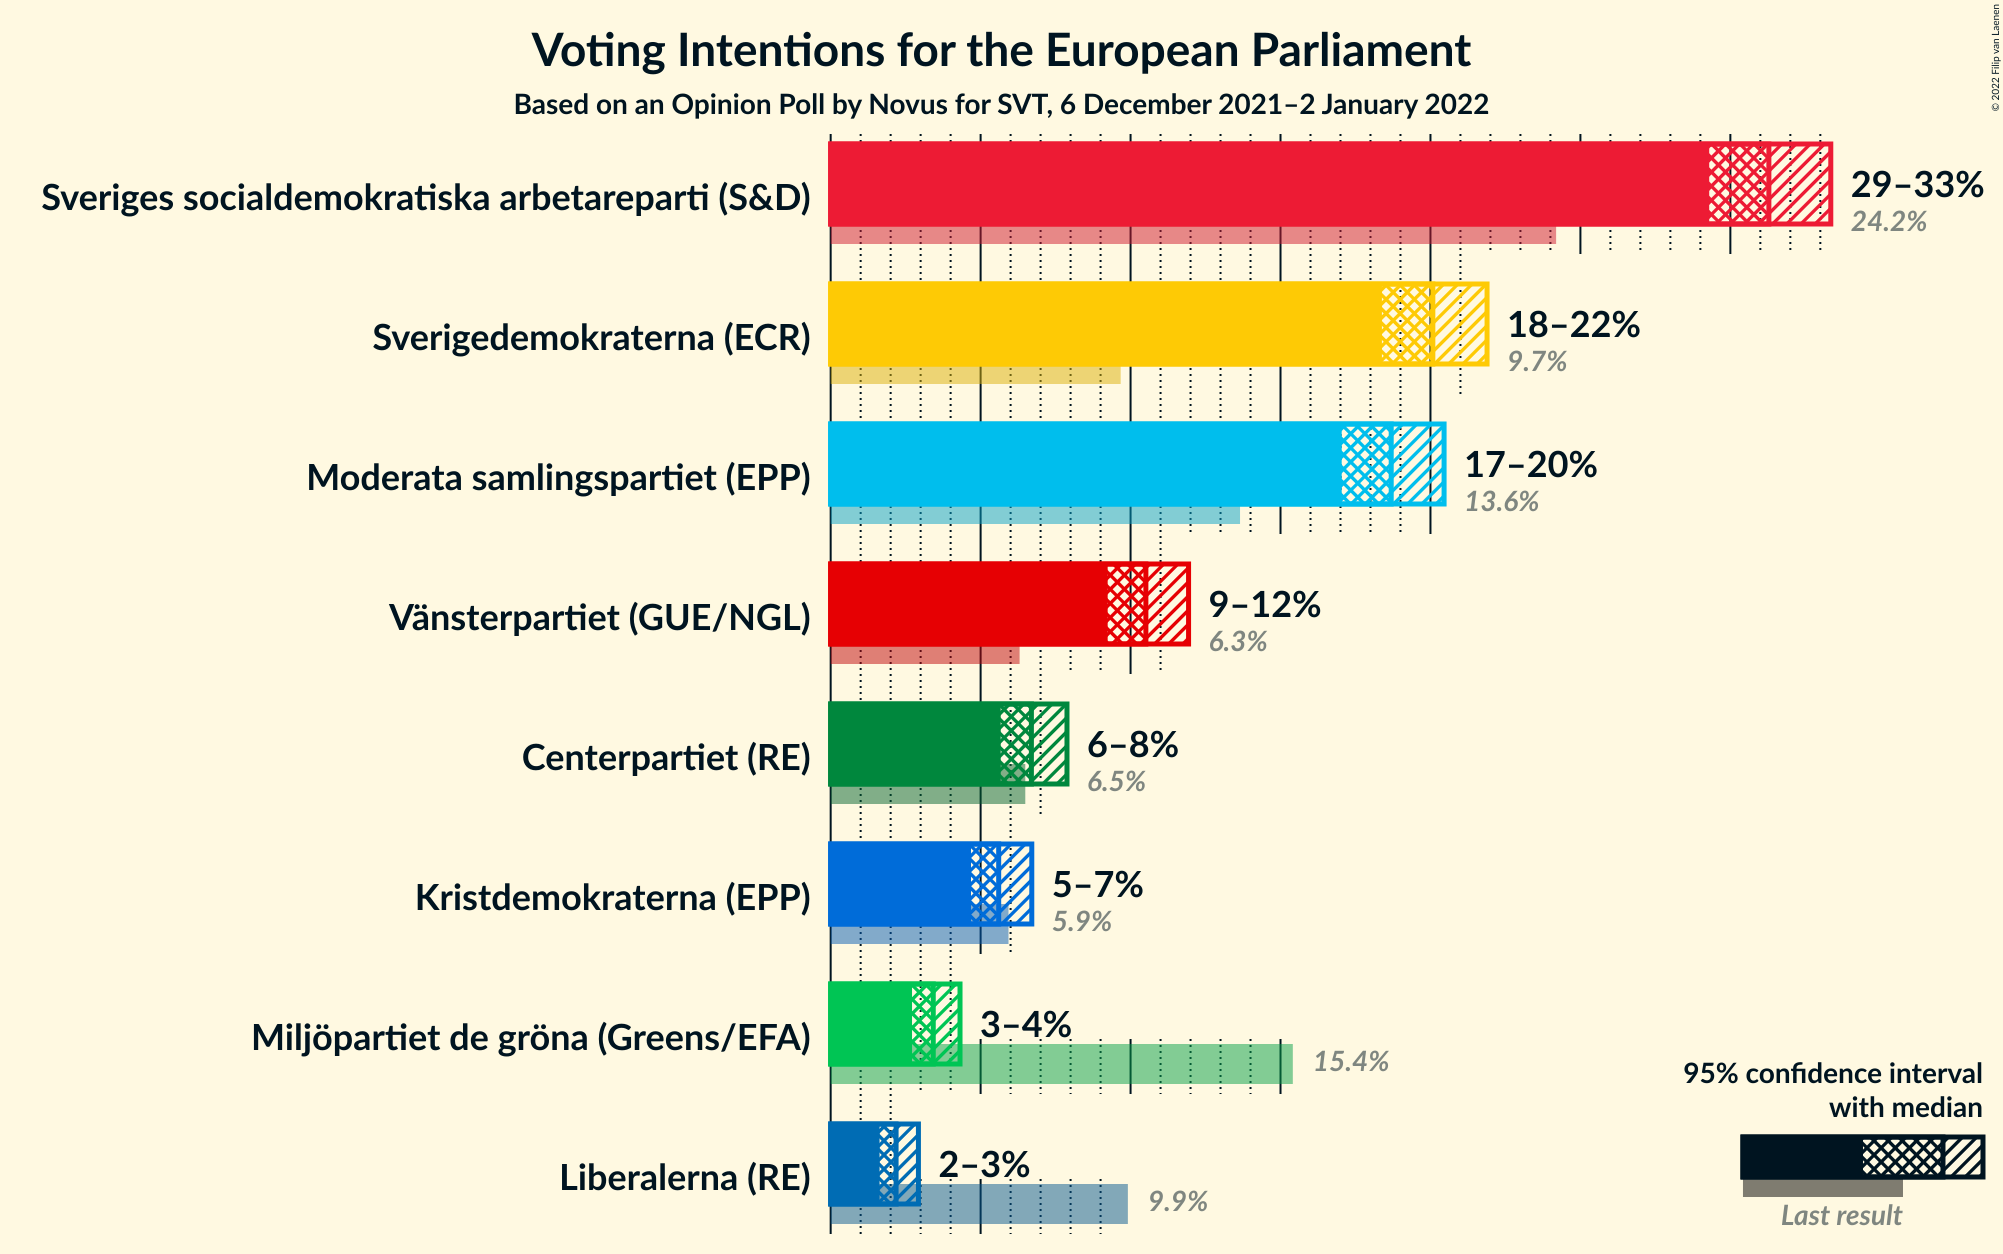 Voting Intentions for the European Parliament
Based on an Opinion Poll by Novus for SVT, 6 December 2021–2 January 2022
© 2022 Filip van Laenen
Sveriges socialdemokratiska arbetareparti (S&D)
29–33%
24.2%
Sverigedemokraterna (ECR)
18–22%
9.7%
Moderata samlingspartiet (EPP)
17–20%
13.6%
Vänsterpartiet (GUE/NGL)
9–12%
6.3%
Centerpartiet (RE)
6–8%
6.5%
Kristdemokraterna (EPP)
5–7%
5.9%
Miljöpartiet de gröna (Greens/EFA)
3–4%
15.4%
Liberalerna (RE)
2–3%
9.9%
95% confidence interval
with median
Last result